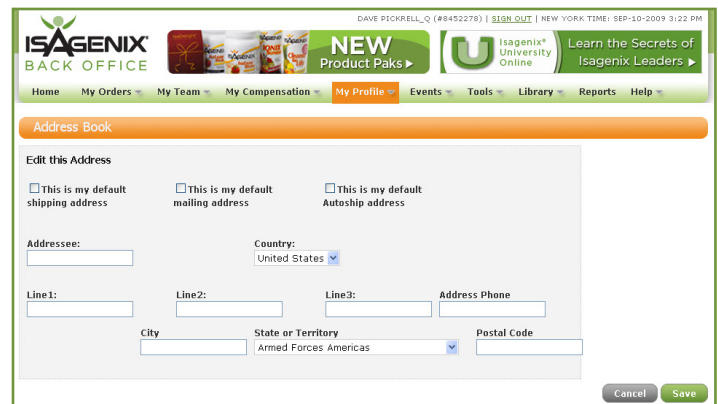 DAVE PICKRELL_Q (#8452278) | SIGN OUT | NEW YORK TIME: SEP-10-2009 3:22 PM
ISAGENIX
BACK OFFICE
NEW
Product Paks
U
Isagenix®
University
Online
Learn the Secrets of
Isagenix Leaders
Home My Orders My Team My Compensation My Profile Events Tools Library Reports Help
Address Book
Edit this Address
This is my default
shipping address
This is my default
mailing address
This is my default
Autoship address
Addressee: Country:
United States
Line1: Line2: Line3: Address Phone
City State or Territory Postal Code
Armed Forces Americas
Cancel Save